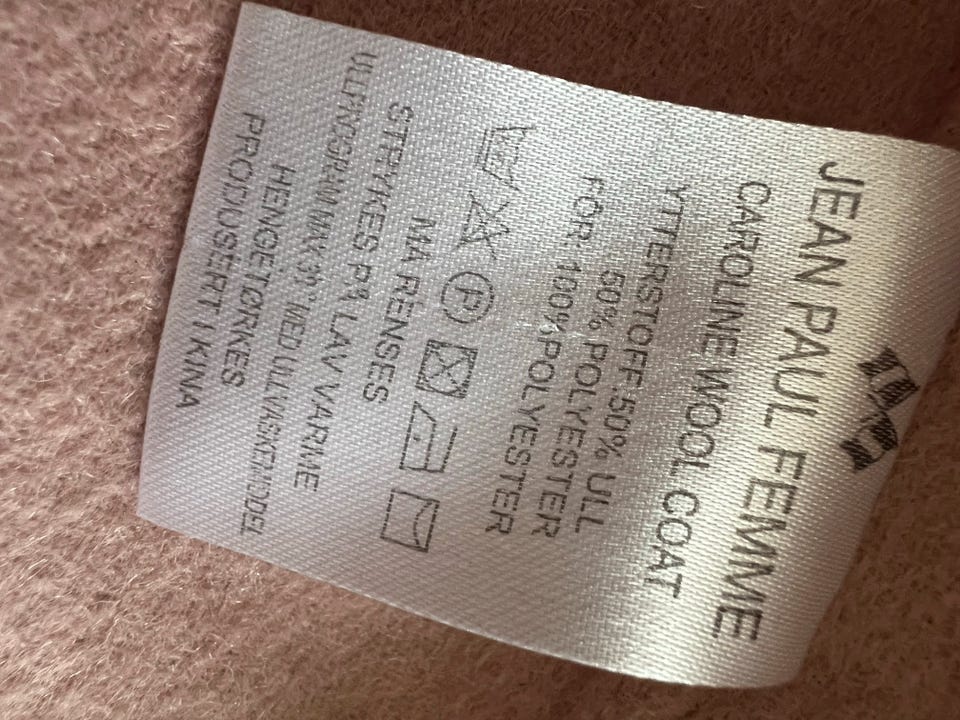 JEAN PAUL FEMME
CAROLINE WOOL COAT
YTTERSTOFF:50% ULL
50% POLYESTER
FOR: 100% POLYESTER
P
MÅ RENSES
STRYKES PÅ LAV VARME
ULLPROGRAM MAX 30° MED
HENGETØRKES
PRODUSERT I KINA